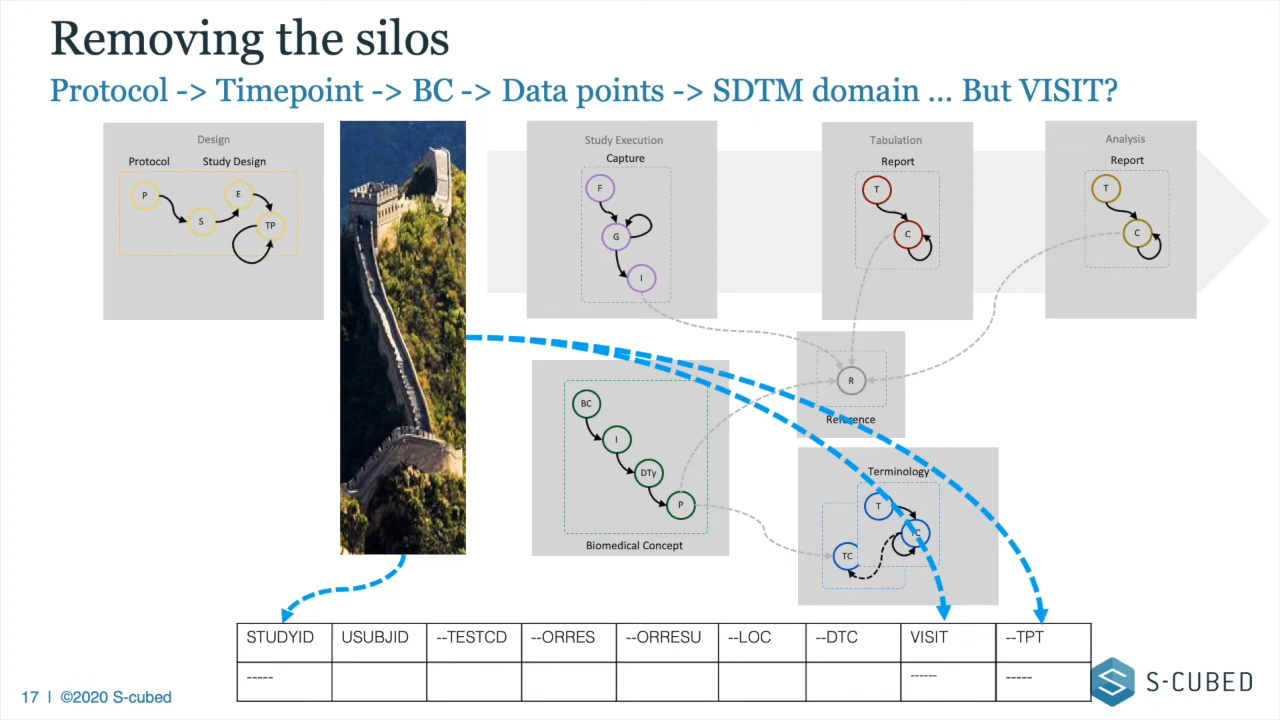 Removing the silos
Protocol -> Timepoint -> BC -> Data points -> SDTM domain ... But VISIT?
Design
Protocol Study Design
P
S
E
TP
Study Execution
Capture
F
G
I
Tabulation
Report
T
C
Analysis
Report
T
C
R
Reference
BC
I
DTy
P
Biomedical Concept
Terminology
T
TC
TC
STUDYID USUBJID --TESTCD --ORRES --ORRESU --LOC --DTC VISIT --TPT
----- ------ -----
17 | ©2020 S-cubed
S-CUBED